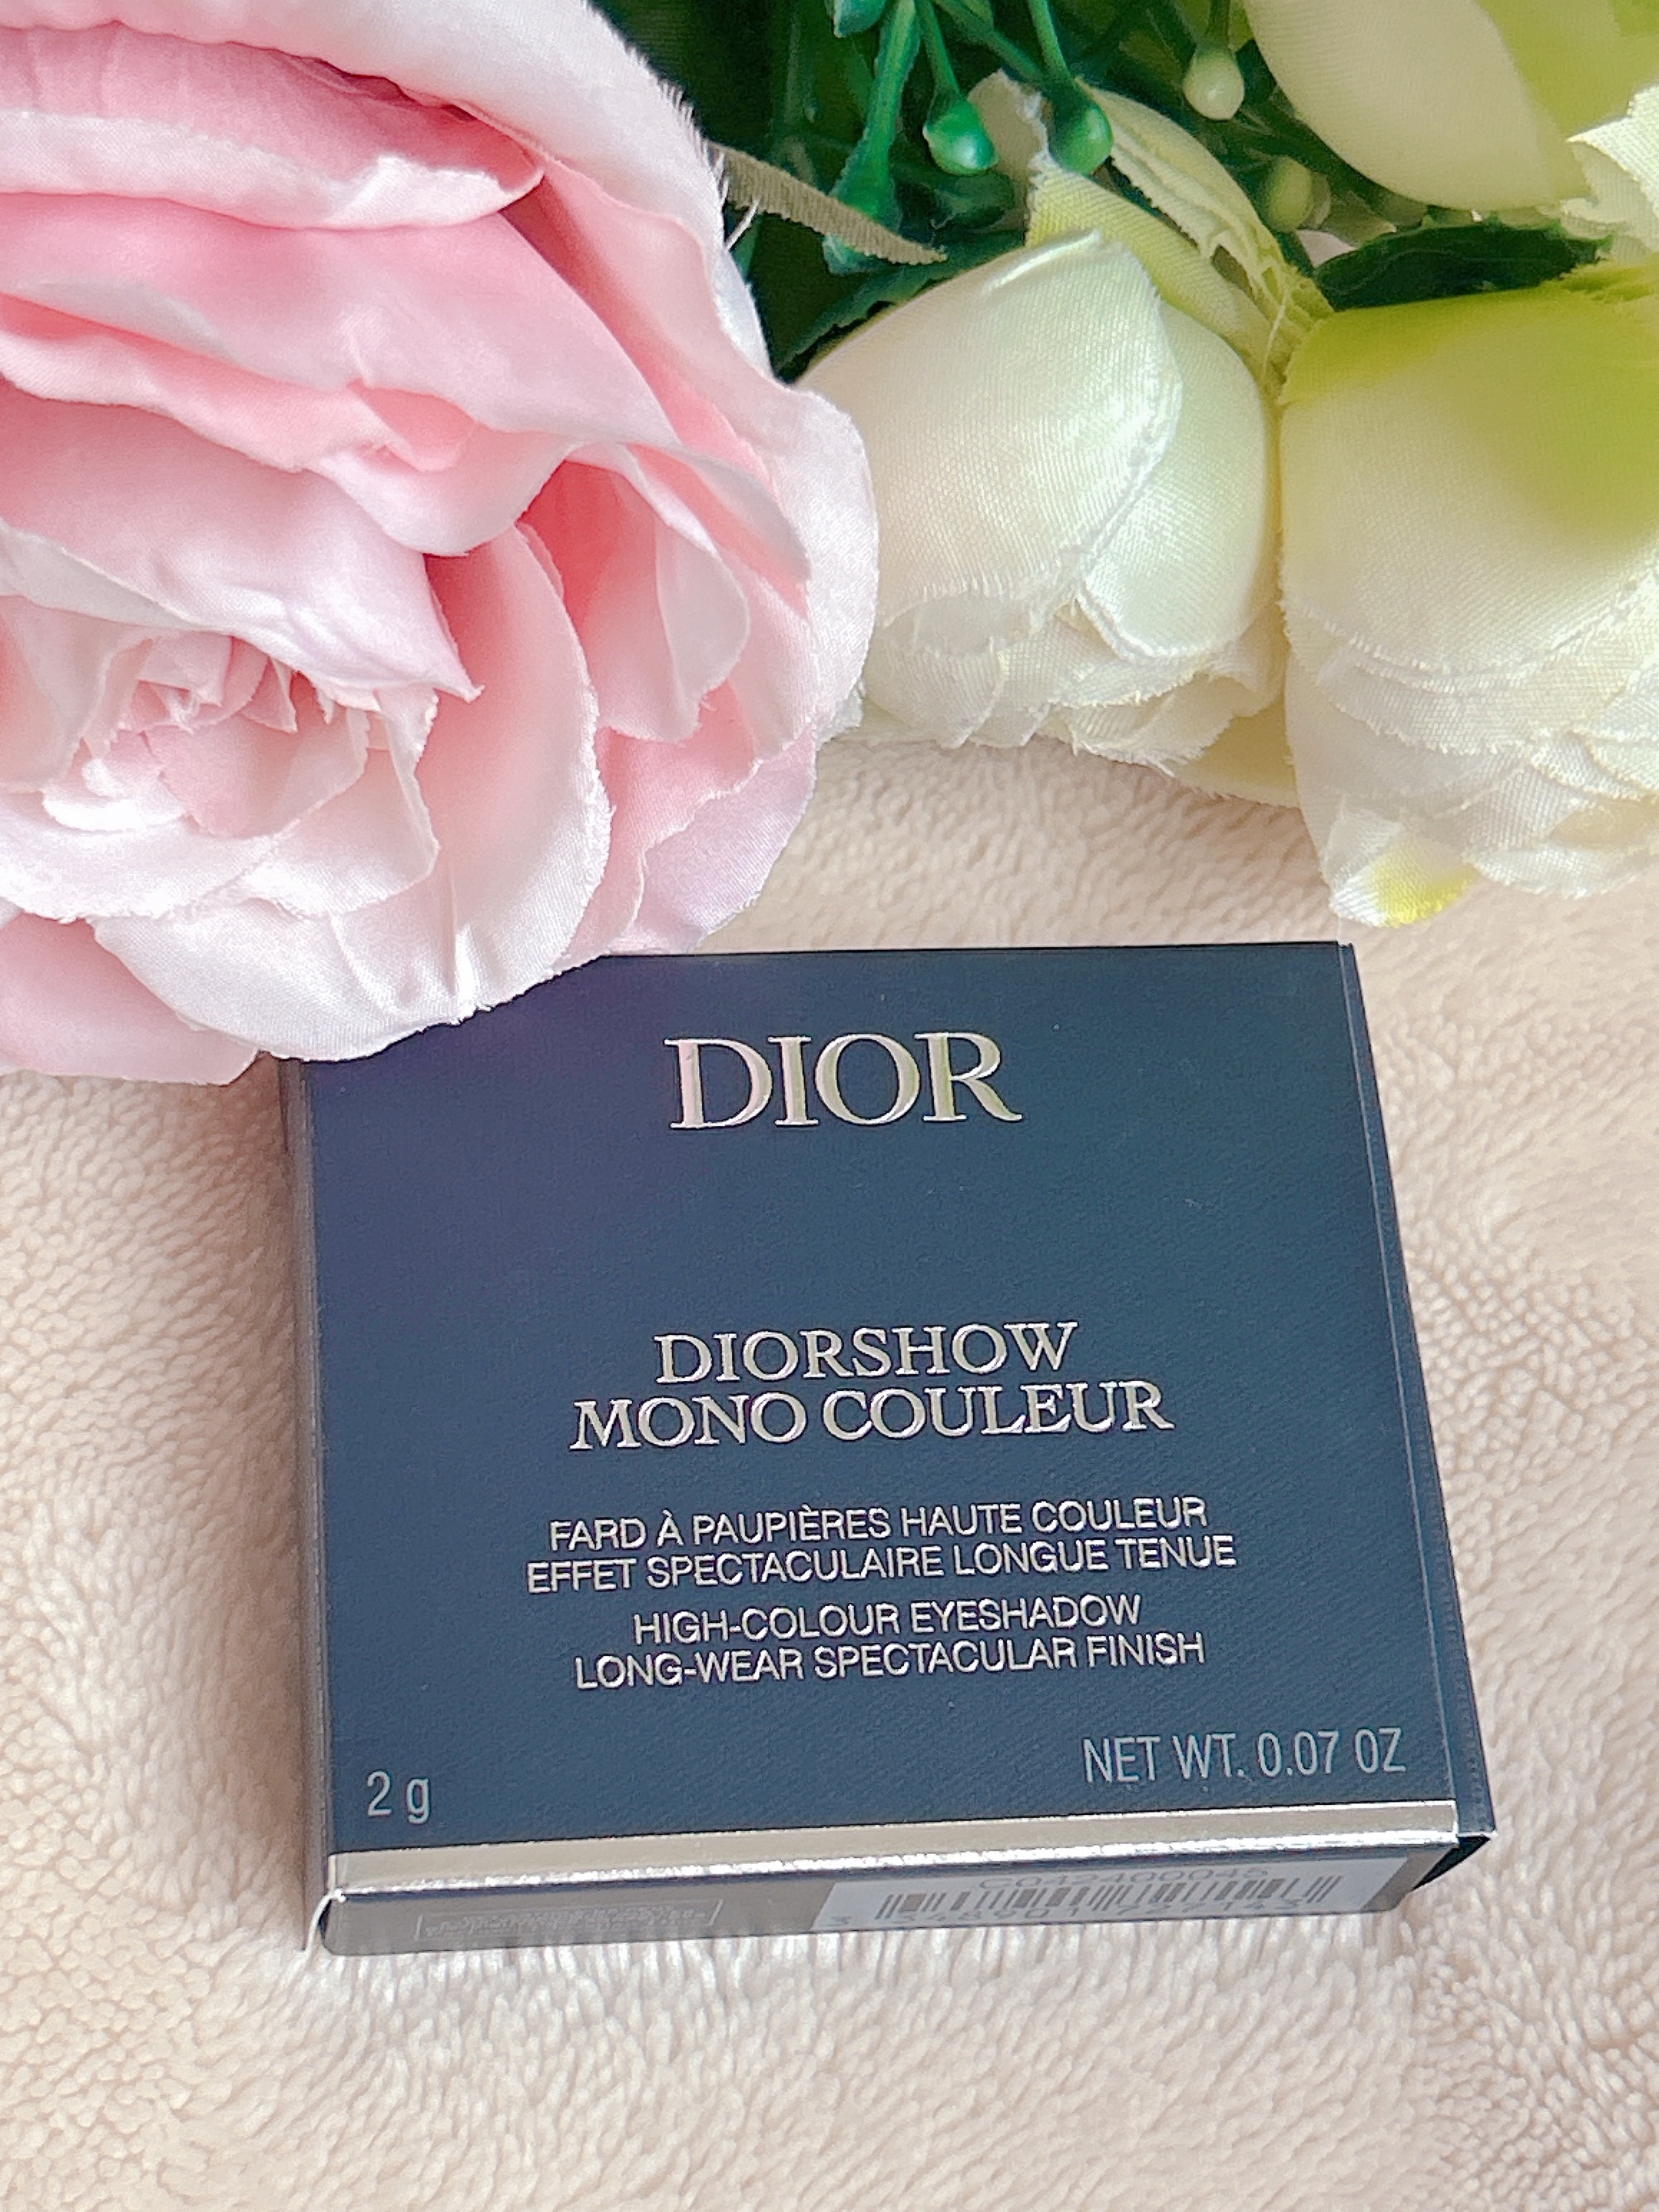 DIOR
DIORSHOW
MONO COULEUR
FARD À PAUPIÈRES HAUTE COULEUR
EFFET SPECTACULAIRE LONGUE TENUE
HIGH-COLOUR EYESHADOW
LONG-WEAR SPECTACULAR FINISH
2 g
NET WT. 0.07 OZ